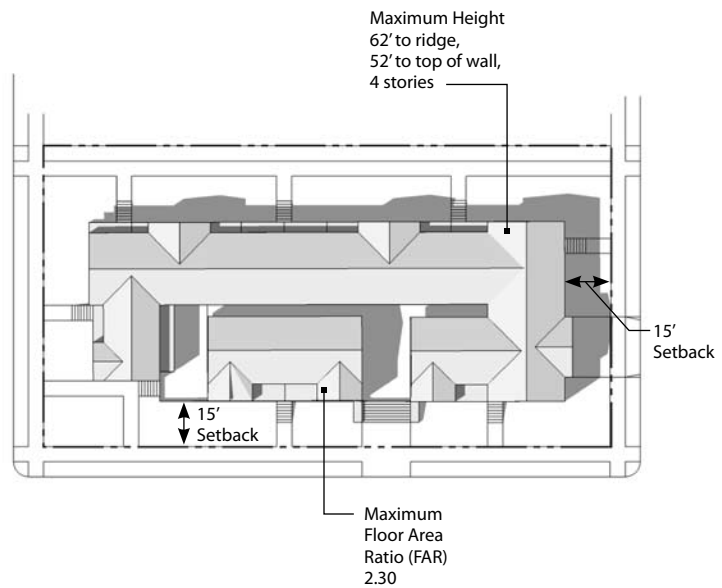 Maximum Height
62’ to ridge,
52’ to top of wall,
4 stories
15’
Setback
15’
Setback
Maximum
Floor Area
Ratio (FAR)
2.30